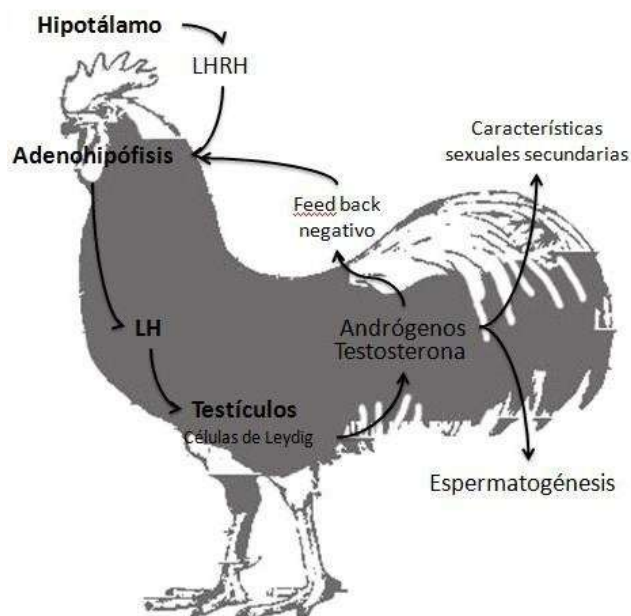 Hipotálamo
LHRH
Adenohipófisis
Características
sexuales secundarias
Feed back
negativo
LH
Andrógenos
Testosterona
Testículos
Células de Leydig
Espermatogénesis